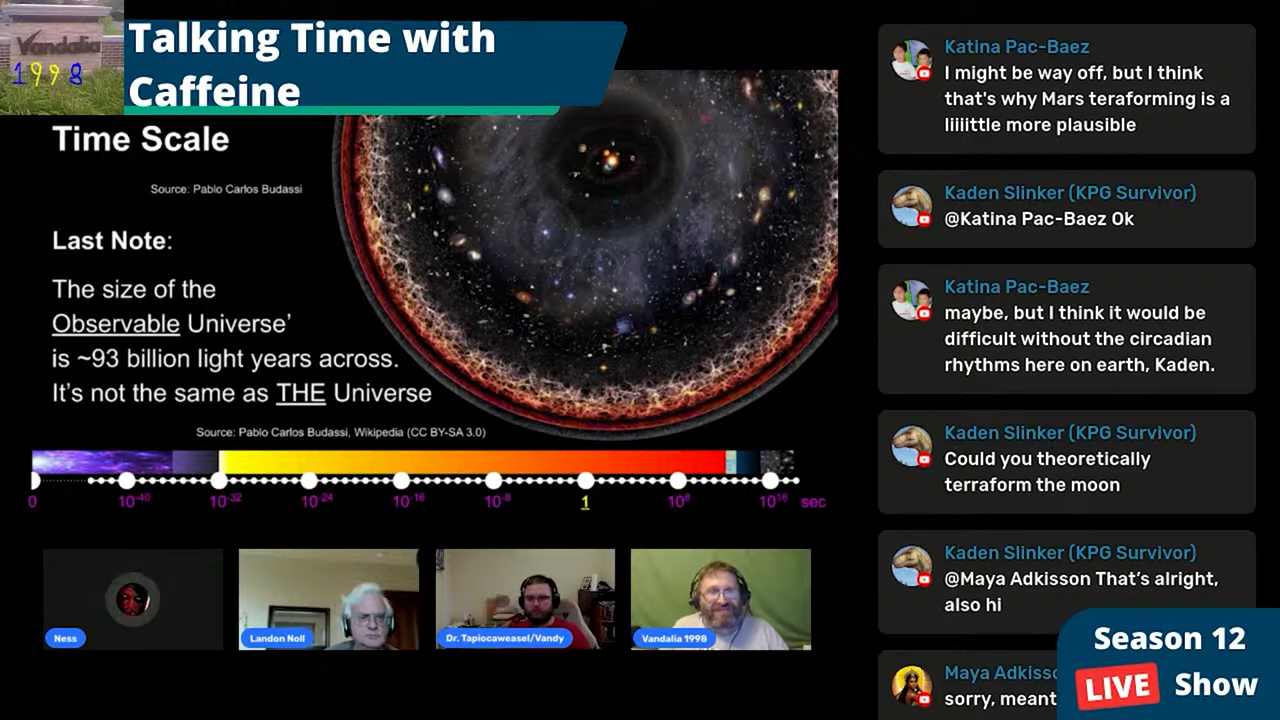 Vandalia
1998
Talking Time with
Caffeine
Time Scale
Source: Pablo Carlos Budassi
Last Note:
The size of the
Observable Universe’
is ~93 billion light years across.
It’s not the same as THE Universe
Source: Pablo Carlos Budassi, Wikipedia (CC BY-SA 3.0)
0 10⁻⁴⁰ 10⁻³² 10⁻²⁴ 10⁻¹⁶ 10⁻⁸ 1 10⁸ 10¹⁶ sec
Ness
Landon Noll
Dr. Tapiocaweasel/Vandy
Vandalia 1998
Katina Pac-Baez
I might be way off, but I think
that's why Mars teraforming is a
liiiittle more plausible
Kaden Slinker (KPG Survivor)
@Katina Pac-Baez Ok
Katina Pac-Baez
maybe, but I think it would be
difficult without the circadian
rhythms here on earth, Kaden.
Kaden Slinker (KPG Survivor)
Could you theoretically
terraform the moon
Kaden Slinker (KPG Survivor)
@Maya Adkisson That’s alright,
also hi
Maya Adkisso
sorry, meant
Season 12
LIVE Show